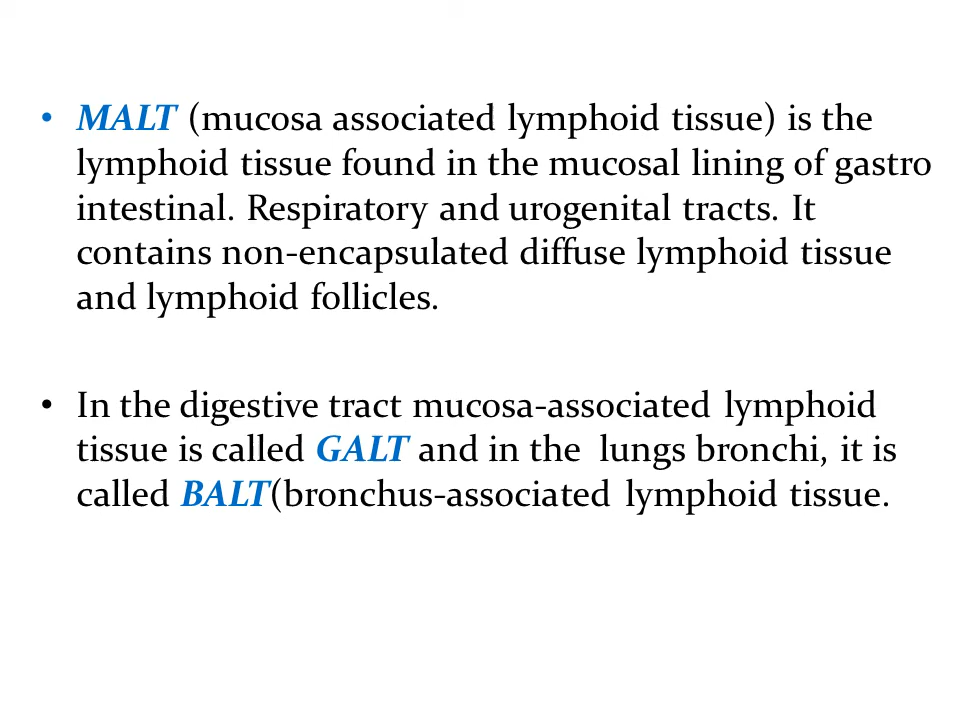 • MALT (mucosa associated lymphoid tissue) is the
lymphoid tissue found in the mucosal lining of gastro
intestinal. Respiratory and urogenital tracts. It
contains non-encapsulated diffuse lymphoid tissue
and lymphoid follicles.
• In the digestive tract mucosa-associated lymphoid
tissue is called GALT and in the lungs bronchi, it is
called BALT(bronchus-associated lymphoid tissue.